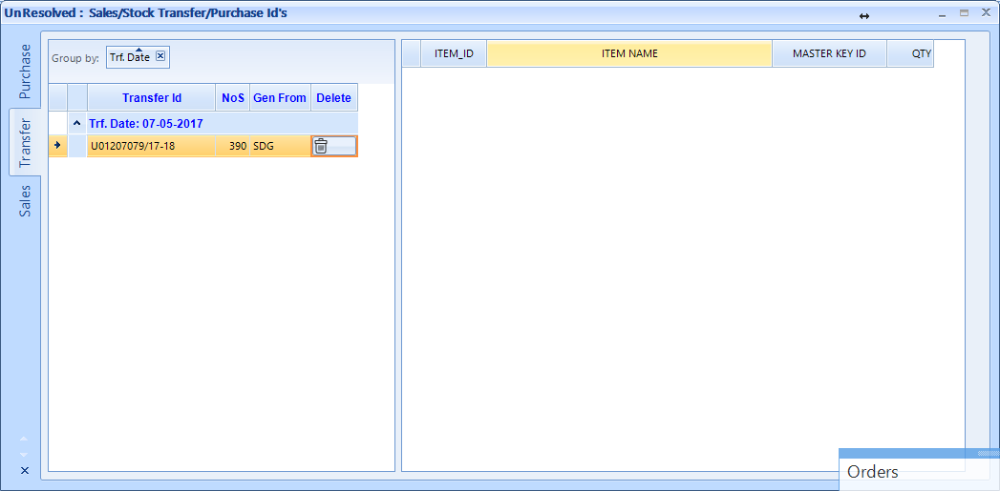 UnResolved : Sales/Stock Transfer/Purchase Id's
Purchase
Transfer
Sales
Group by: Trf. Date
Transfer Id NoS Gen From Delete
Trf. Date: 07-05-2017
U01207079/17-18 390 SDG
ITEM_ID ITEM NAME MASTER KEY ID QTY
Orders